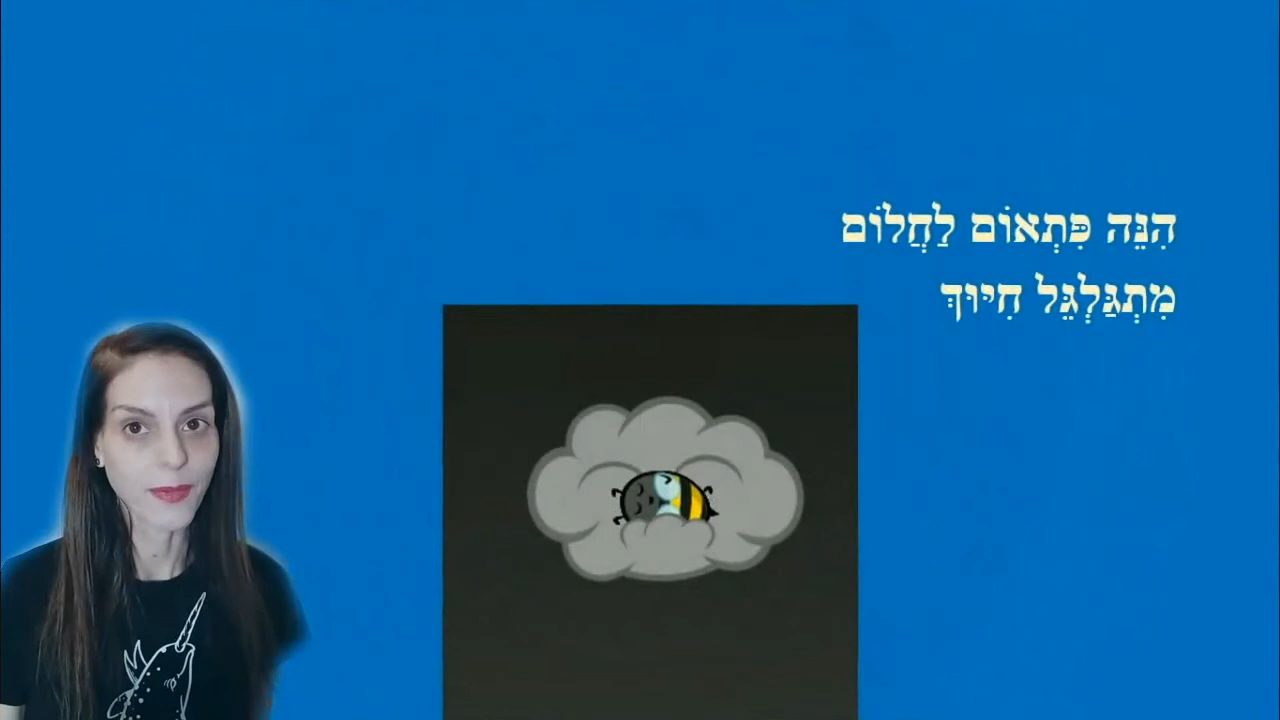 הִנֵּה פִּתְאוֹם לַחֲלוֹם
מִתְגַּלְגֵּל חִיּוּךְ